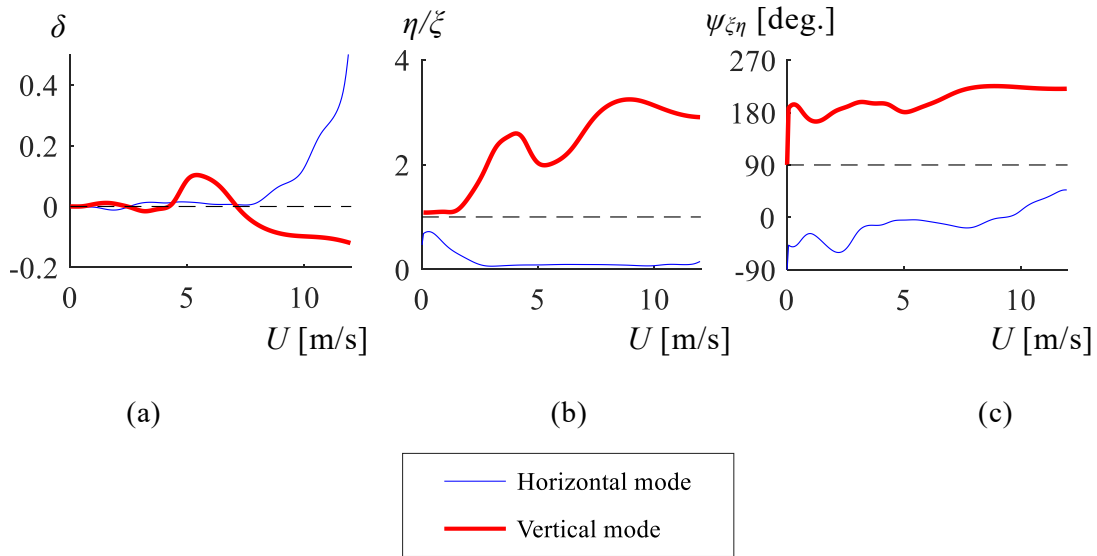 δ
0.4
0.2
0
-0.2
0
5
10
U [m/s]
(a)
η/ξ
4
2
0
0
5
10
U [m/s]
(b)
ψξη [deg.]
270
180
90
0
-90
0
5
10
U [m/s]
(c)
Horizontal mode
Vertical mode